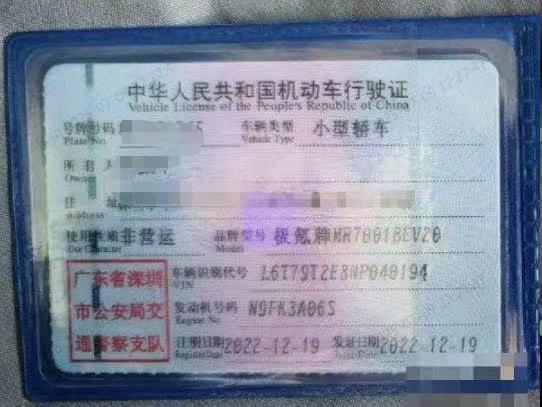 中华人民共和国机动车行驶证
Vehicle License of the People's Republic of China
号牌号码 车辆类型 小型轿车
Plate No. Vehicle Type
所有人
Owner
住址
Address
使用性质 非营运 品牌型号 极氪牌MR7001BEV20
Use Character Model
广东省深圳 车辆识别代号 L6T79T2E8NP040194
VIN
市公安局交 发动机号码 N9FK3A06S
Engine No.
通警察支队 注册日期 2022-12-19 发证日期 2022-12-19
Register Date Issue Date